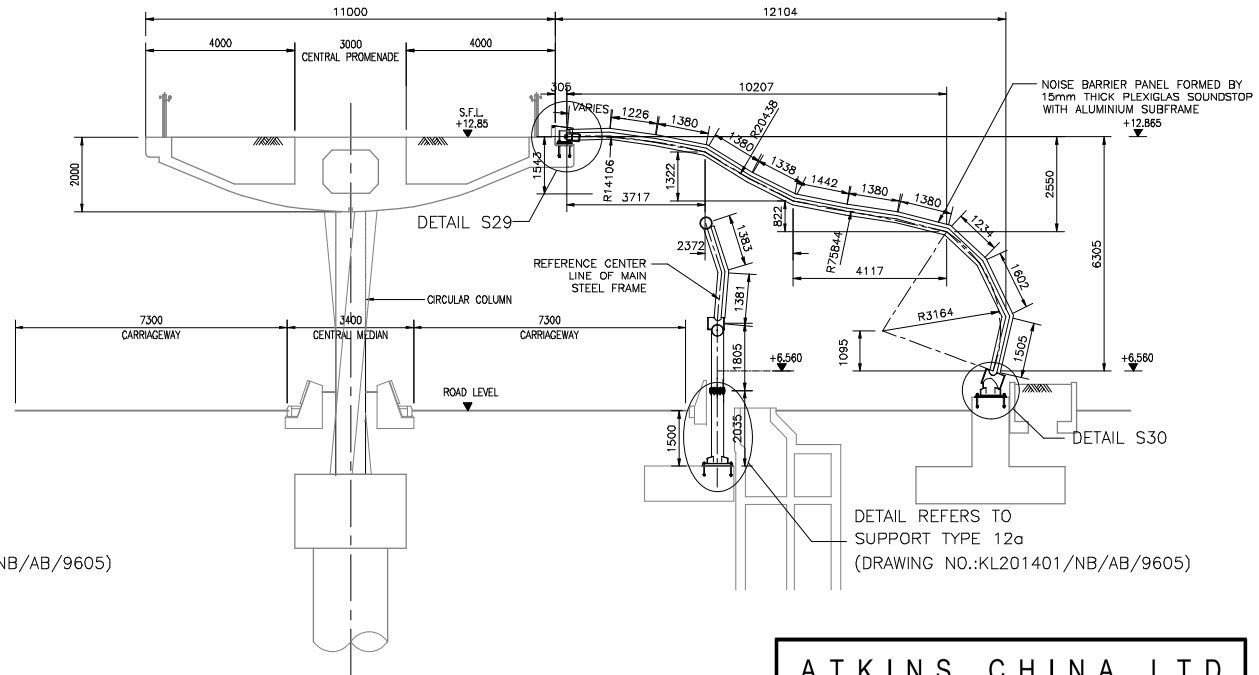 11000
12104
4000
3000
CENTRAL PROMENADE
4000
305
10207
NOISE BARRIER PANEL FORMED BY
15mm THICK PLEXIGLAS SOUNDSTOP
WITH ALUMINIUM SUBFRAME
S.F.L.
+12.85
VARIES
1226
1380
R20438
+12.865
2000
1543
R14106
1322
1380
1338
1442
1380
1380
2550
3717
DETAIL S29
822
1234
6305
2372
1383
R75844
4117
1602
REFERENCE CENTER
LINE OF MAIN
STEEL FRAME
1381
CIRCULAR COLUMN
7300
CARRIAGEWAY
3400
CENTRAL MEDIAN
7300
CARRIAGEWAY
R3164
1095
1505
1805
+6.560
+6.560
ROAD LEVEL
1500
2035
DETAIL S30
DETAIL REFERS TO
SUPPORT TYPE 12a
(DRAWING NO.:KL201401/NB/AB/9605)
NB/AB/9605)
ATKINS CHINA LTD